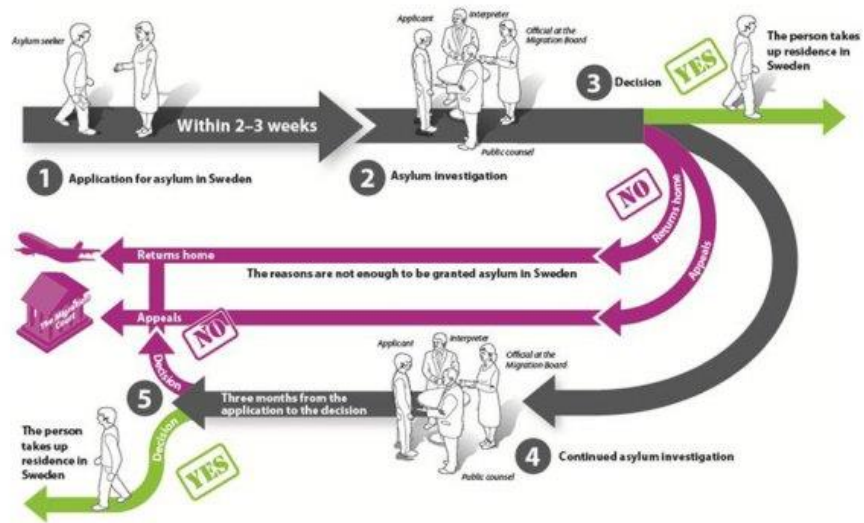 Asylum seeker
Within 2–3 weeks
1 Application for asylum in Sweden
Applicant
Interpreter
Official at the
Migration Board
Public counsel
2 Asylum investigation
3 Decision
YES
The person takes
up residence in
Sweden
NO
Returns home
Appeals
Returns home
The reasons are not enough to be granted asylum in Sweden
The Migration
Court
Appeals
NO
Decision
Applicant
Interpreter
Official at the
Migration Board
Public counsel
4 Continued asylum investigation
Three months from the
application to the decision
5
Decision
YES
The person
takes up
residence in
Sweden